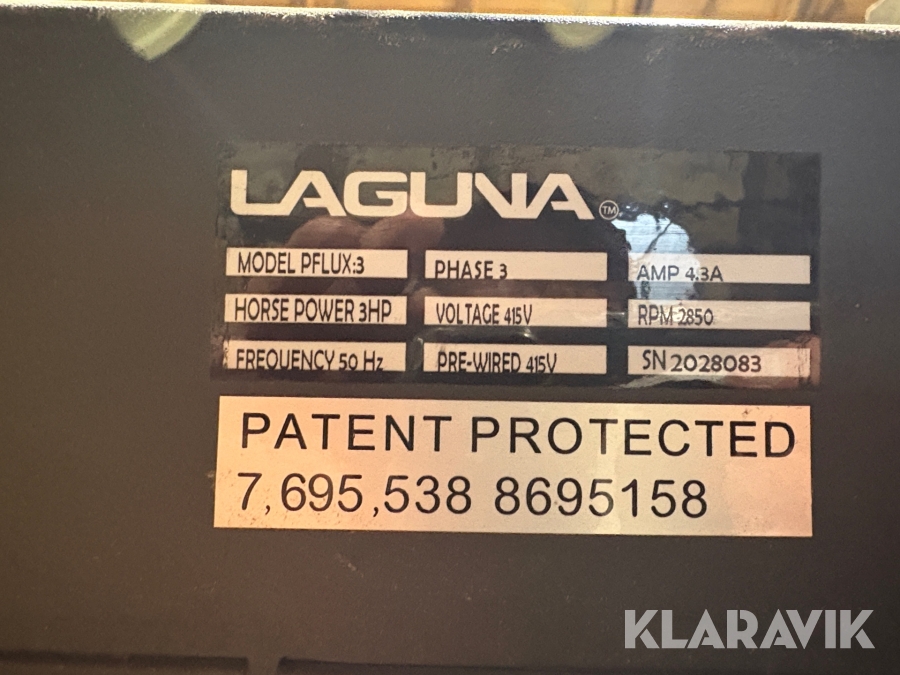 LAGUNA™
MODEL PFLUX:3 PHASE 3 AMP 4.3A
HORSE POWER 3HP VOLTAGE 415V RPM 2850
FREQUENCY 50 Hz PRE-WIRED 415V SN 2028083
PATENT PROTECTED
7,695,538 8695158
KLARAVIK